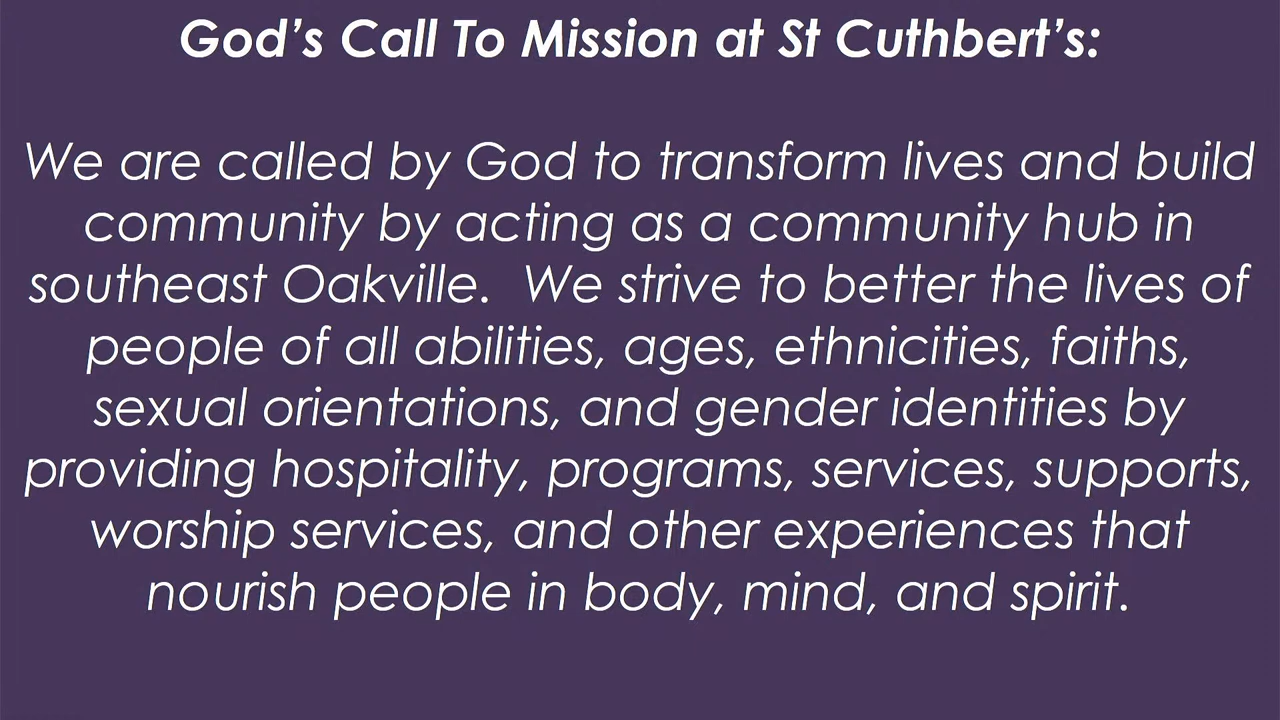 God’s Call To Mission at St Cuthbert’s:
We are called by God to transform lives and build
community by acting as a community hub in
southeast Oakville.  We strive to better the lives of
people of all abilities, ages, ethnicities, faiths,
sexual orientations, and gender identities by
providing hospitality, programs, services, supports,
worship services, and other experiences that
nourish people in body, mind, and spirit.